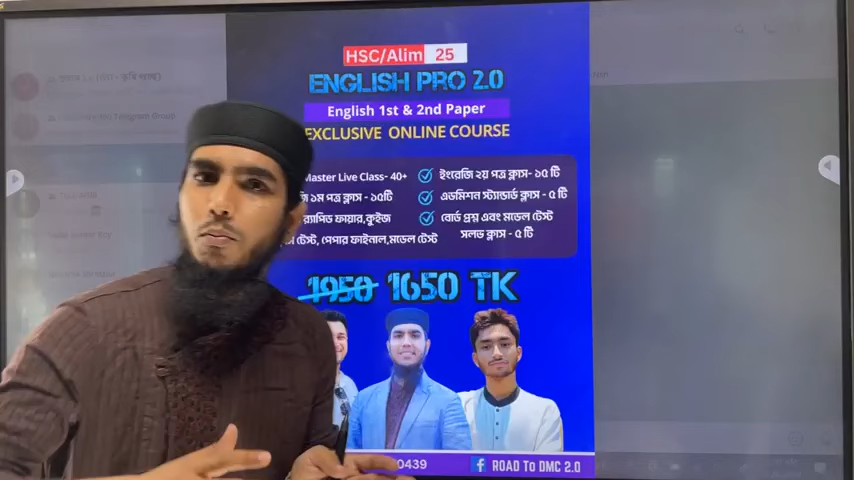 HSC/Alim 25
ENGLISH PRO 2.0
English 1st & 2nd Paper
EXCLUSIVE ONLINE COURSE
Master Live Class- 40+
১ম পত্র ক্লাস - ১৫টি
র‍্যাপিড ফায়ার,কুইজ
টেস্ট, পেপার ফাইনাল,মডেল টেস্ট
ইংরেজি ২য় পত্র ক্লাস- ১৫ টি
এডমিশন স্ট্যান্ডার্ড ক্লাস - ৫ টি
বোর্ড প্রশ্ন এবং মডেল টেস্ট
সলভ ক্লাস - ৫ টি
1950 1650 TK
0439
ROAD To DMC 2.0